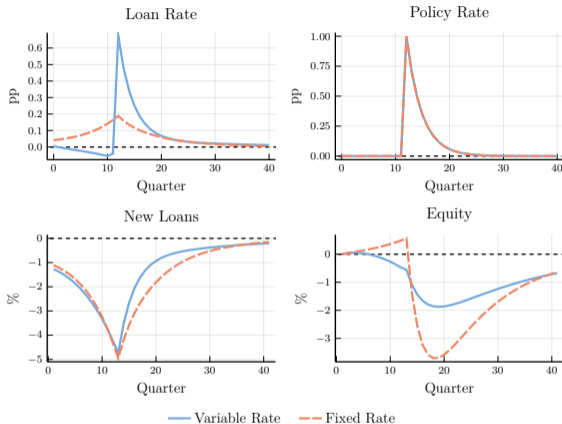 Loan Rate
Policy Rate
pp
0.6
0.5
0.4
0.3
0.2
0.1
0.0
0 10 20 30 40
Quarter
pp
1.00
0.75
0.50
0.25
0.00
0 10 20 30 40
Quarter
New Loans
Equity
%
0
−1
−2
−3
−4
−5
0 10 20 30 40
Quarter
%
0
−1
−2
−3
0 10 20 30 40
Quarter
Variable Rate Fixed Rate